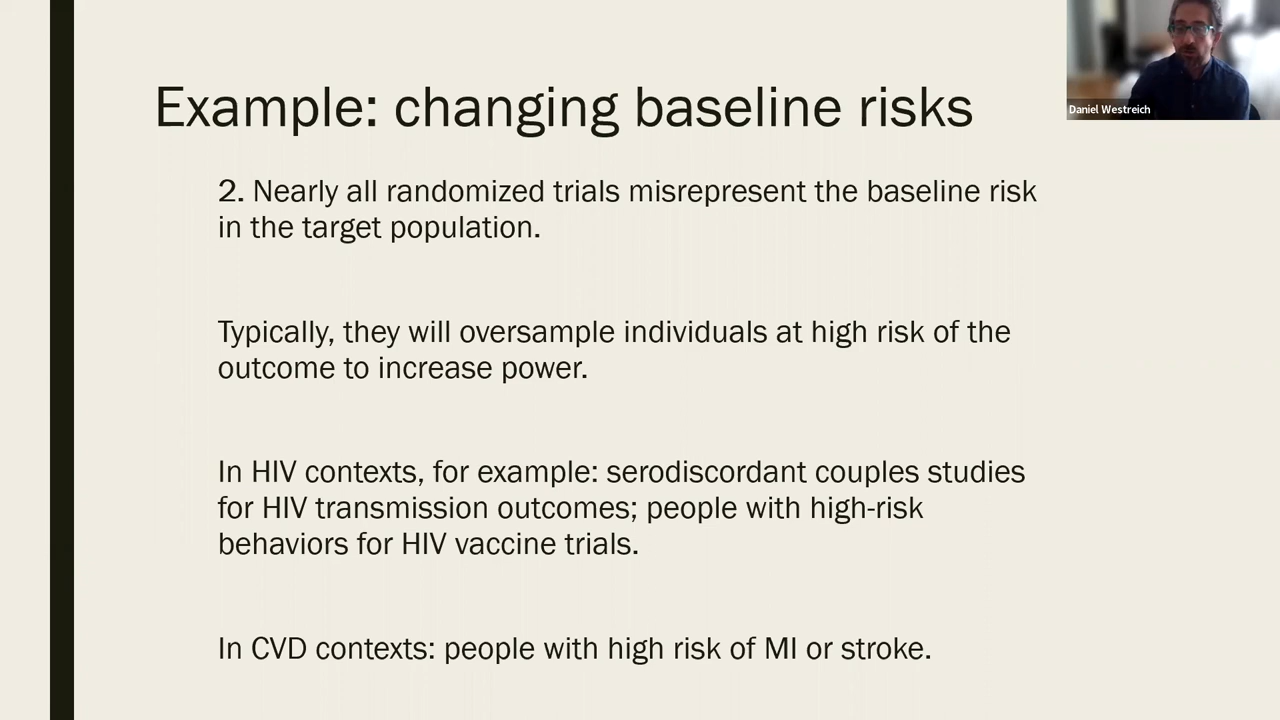 Example: changing baseline risks
Daniel Westreich
2. Nearly all randomized trials misrepresent the baseline risk
in the target population.
Typically, they will oversample individuals at high risk of the
outcome to increase power.
In HIV contexts, for example: serodiscordant couples studies
for HIV transmission outcomes; people with high-risk
behaviors for HIV vaccine trials.
In CVD contexts: people with high risk of MI or stroke.